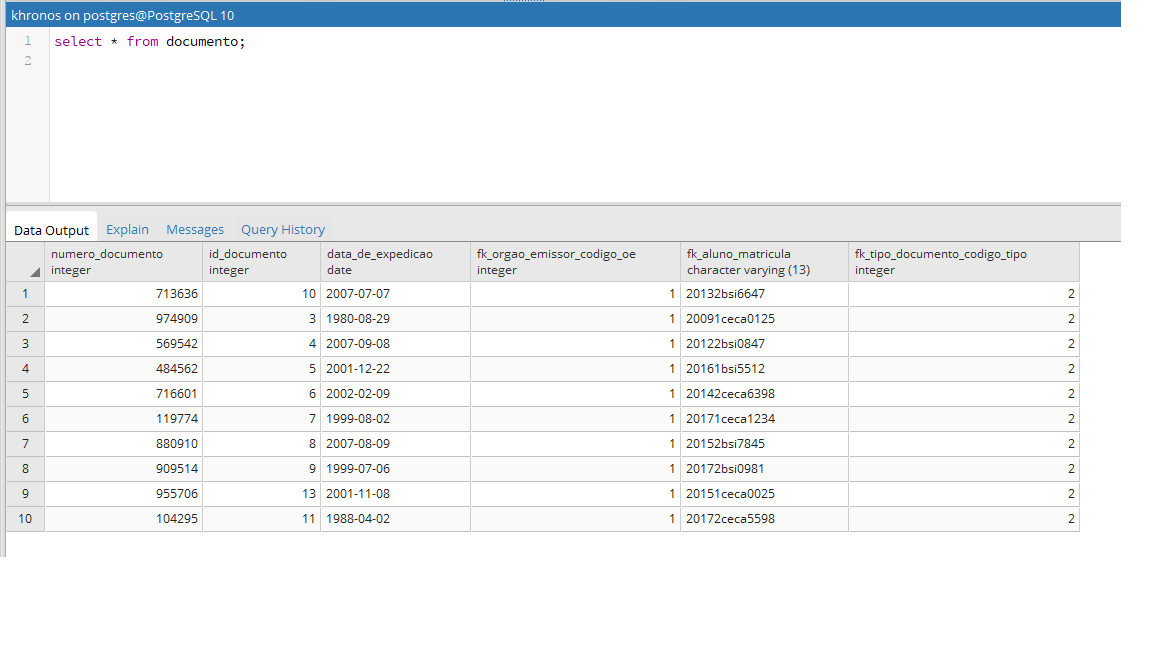 khronos on postgres@PostgreSQL 10
1 select * from documento;
2
Data Output Explain Messages Query History
numero_documento id_documento data_de_expedicao fk_orgao_emissor_codigo_oe fk_aluno_matricula fk_tipo_documento_codigo_tipo
integer integer date integer character varying (13) integer
1 713636 10 2007-07-07 1 20132bsi6647 2
2 974909 3 1980-08-29 1 20091ceca0125 2
3 569542 4 2007-09-08 1 20122bsi0847 2
4 484562 5 2001-12-22 1 20161bsi5512 2
5 716601 6 2002-02-09 1 20142ceca6398 2
6 119774 7 1999-08-02 1 20171ceca1234 2
7 880910 8 2007-08-09 1 20152bsi7845 2
8 909514 9 1999-07-06 1 20172bsi0981 2
9 955706 13 2001-11-08 1 20151ceca0025 2
10 104295 11 1988-04-02 1 20172ceca5598 2